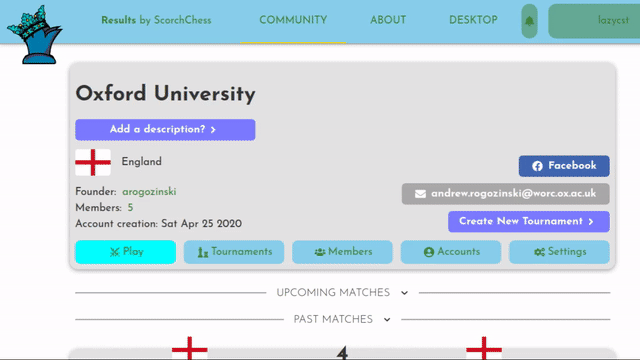 Results by ScorchChess
COMMUNITY
ABOUT
DESKTOP
lazycst
Oxford University
Add a description?
England
Facebook
Founder: arogozinski
andrew.rogozinski@worc.ox.ac.uk
Members: 5
Create New Tournament
Account creation: Sat Apr 25 2020
Play
Tournaments
Members
Accounts
Settings
UPCOMING MATCHES
PAST MATCHES
4